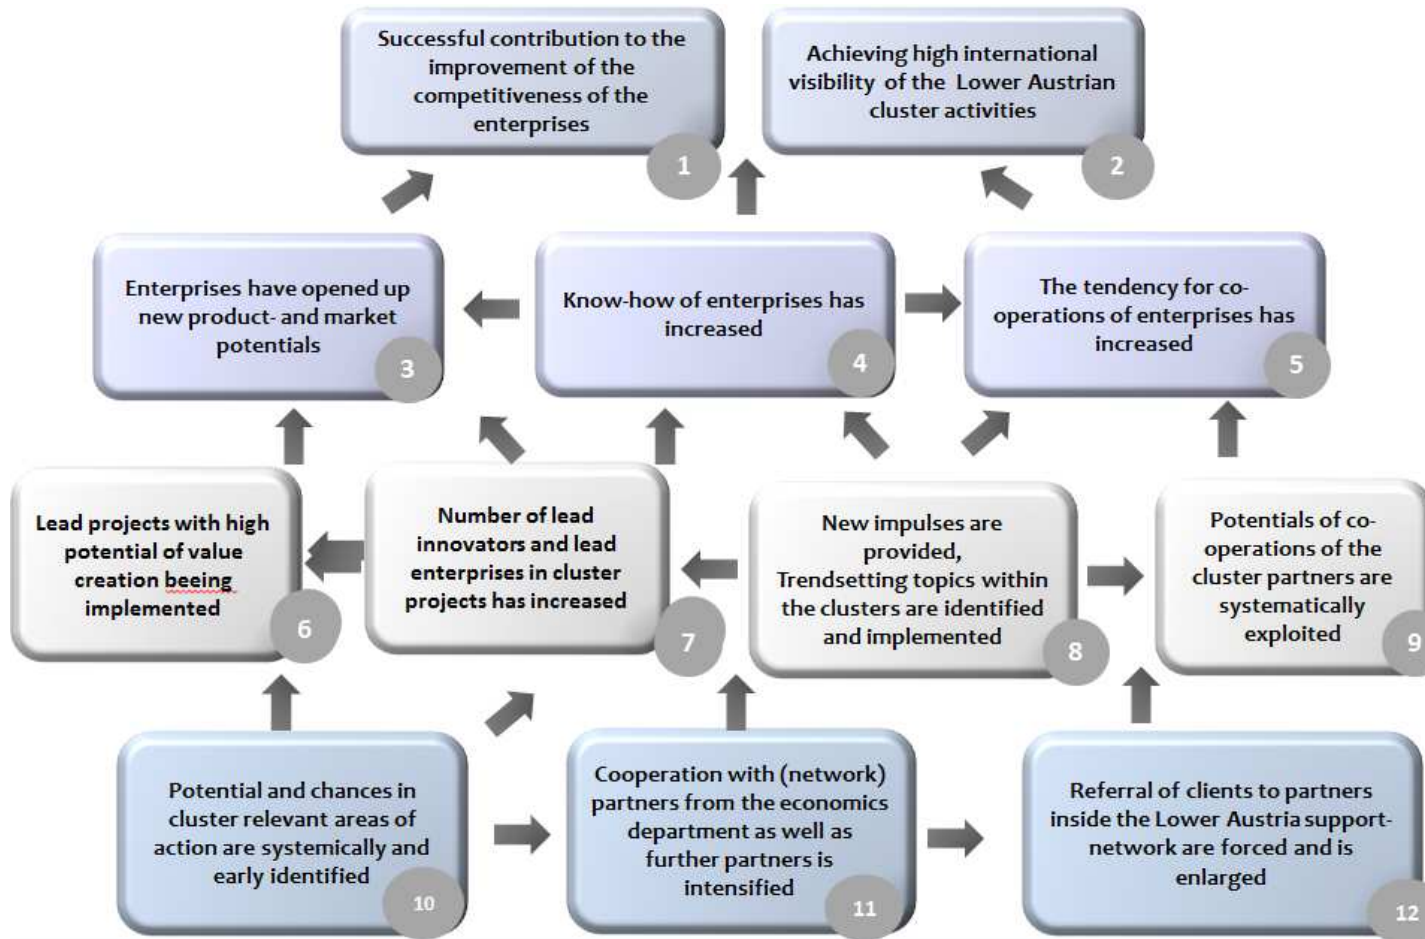 Successful contribution to the
improvement of the
competitiveness of the
enterprises
1
Achieving high international
visibility of the Lower Austrian
cluster activities
2
Enterprises have opened up
new product- and market
potentials
3
Know-how of enterprises has
increased
4
The tendency for co-
operations of enterprises has
increased
5
Lead projects with high
potential of value
creation beeing
implemented
6
Number of lead
innovators and lead
enterprises in cluster
projects has increased
7
New impulses are
provided,
Trendsetting topics within
the clusters are identified
and implemented
8
Potentials of co-
operations of the
cluster partners are
systematically
exploited
9
Potential and chances in
cluster relevant areas of
action are systemically and
early identified
10
Cooperation with (network)
partners from the economics
department as well as
further partners is
intensified
11
Referral of clients to partners
inside the Lower Austria support-
network are forced and is
enlarged
12